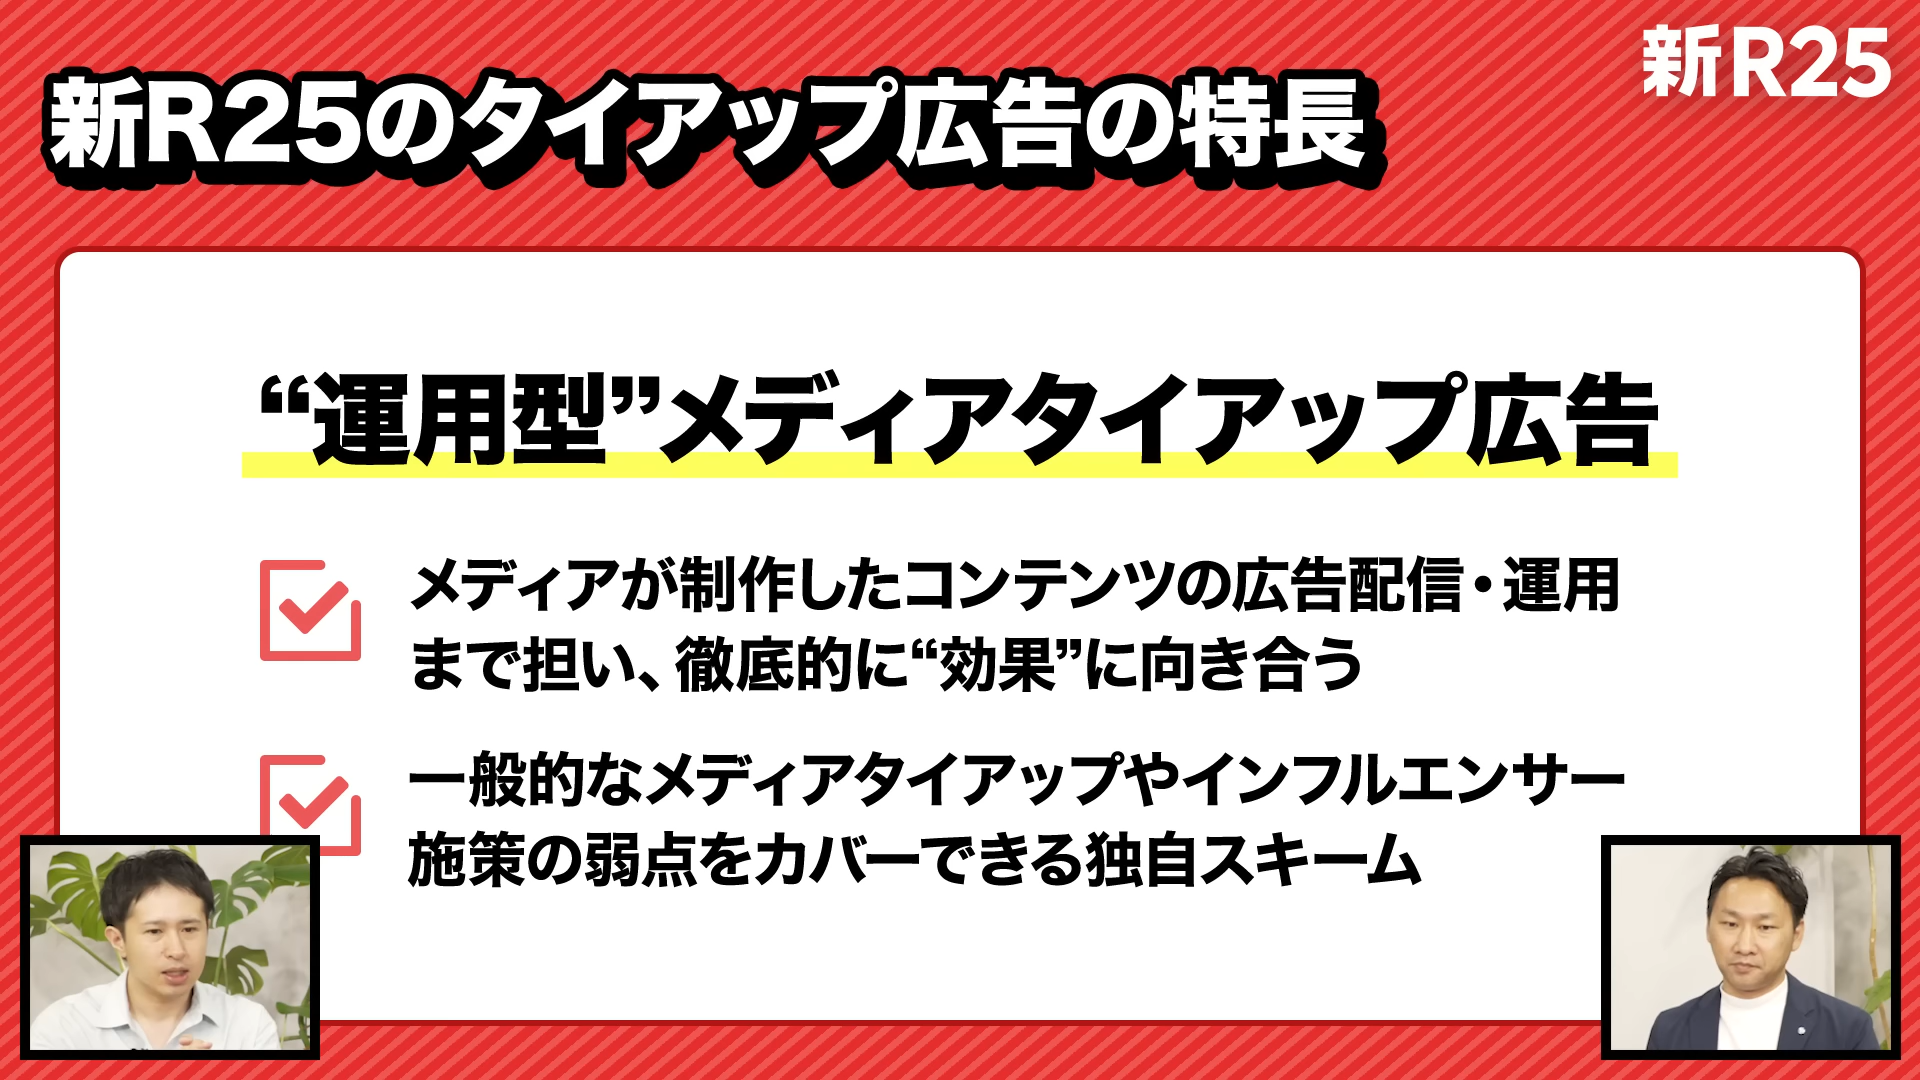 新R25
新R25のタイアップ広告の特長
“運用型”メディアタイアップ広告
メディアが制作したコンテンツの広告配信・運用
まで担い、徹底的に“効果”に向き合う
一般的なメディアタイアップやインフルエンサー
施策の弱点をカバーできる独自スキーム